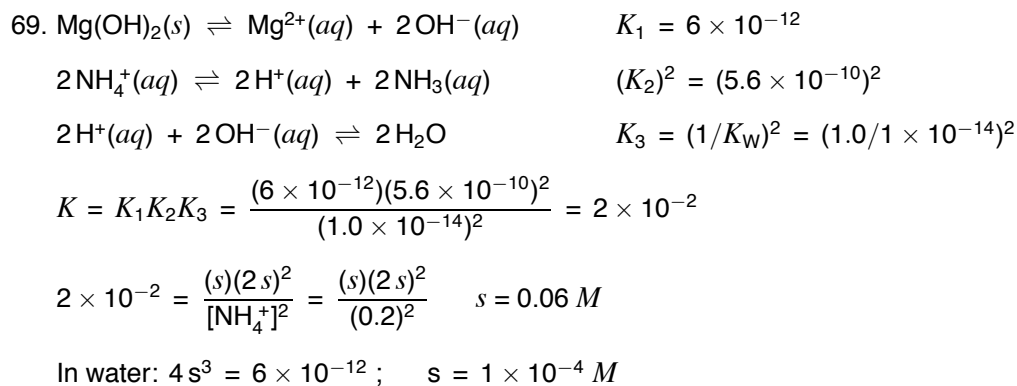 69. Mg(OH)₂(s) ⇌ Mg²⁺(aq) + 2 OH⁻(aq) K₁ = 6 × 10⁻¹²
2 NH₄⁺(aq) ⇌ 2 H⁺(aq) + 2 NH₃(aq) (K₂)² = (5.6 × 10⁻¹⁰)²
2 H⁺(aq) + 2 OH⁻(aq) ⇌ 2 H₂O K₃ = (1/K_W)² = (1.0/1 × 10⁻¹⁴)²
K = K₁K₂K₃ = (6 × 10⁻¹²)(5.6 × 10⁻¹⁰)² / (1.0 × 10⁻¹⁴)² = 2 × 10⁻²
2 × 10⁻² = (s)(2 s)² / [NH₄⁺]² = (s)(2 s)² / (0.2)² s = 0.06 M
In water: 4 s³ = 6 × 10⁻¹² ; s = 1 × 10⁻⁴ M